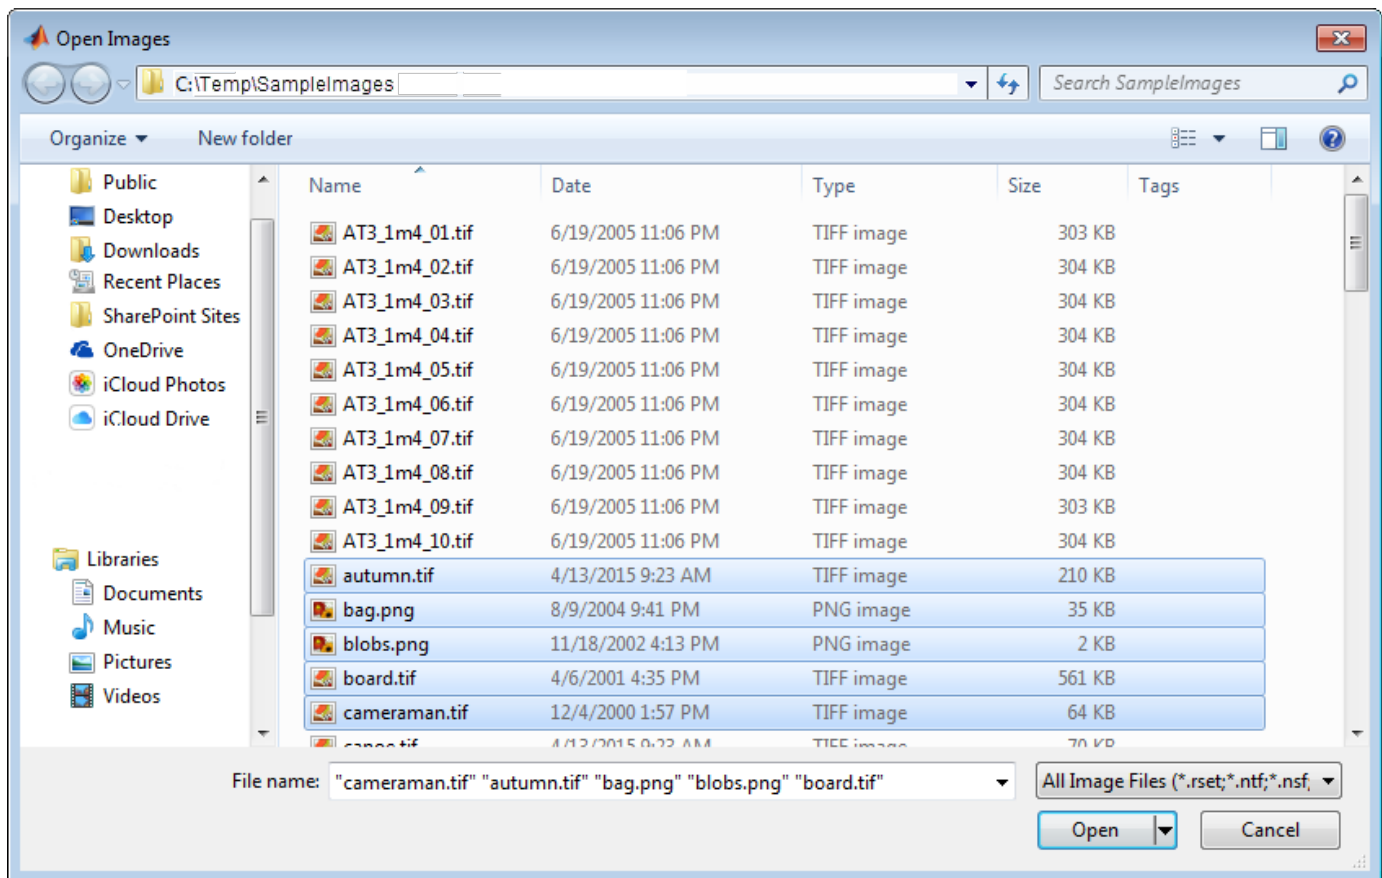 Open Images
C:\Temp\SampleImages
Search SampleImages
Organize
New folder
Name Date Type Size Tags
Public
Desktop
Downloads
Recent Places
SharePoint Sites
OneDrive
iCloud Photos
iCloud Drive
Libraries
Documents
Music
Pictures
Videos
AT3_1m4_01.tif 6/19/2005 11:06 PM TIFF image 303 KB
AT3_1m4_02.tif 6/19/2005 11:06 PM TIFF image 304 KB
AT3_1m4_03.tif 6/19/2005 11:06 PM TIFF image 304 KB
AT3_1m4_04.tif 6/19/2005 11:06 PM TIFF image 304 KB
AT3_1m4_05.tif 6/19/2005 11:06 PM TIFF image 304 KB
AT3_1m4_06.tif 6/19/2005 11:06 PM TIFF image 304 KB
AT3_1m4_07.tif 6/19/2005 11:06 PM TIFF image 304 KB
AT3_1m4_08.tif 6/19/2005 11:06 PM TIFF image 304 KB
AT3_1m4_09.tif 6/19/2005 11:06 PM TIFF image 303 KB
AT3_1m4_10.tif 6/19/2005 11:06 PM TIFF image 304 KB
autumn.tif 4/13/2015 9:23 AM TIFF image 210 KB
bag.png 8/9/2004 9:41 PM PNG image 35 KB
blobs.png 11/18/2002 4:13 PM PNG image 2 KB
board.tif 4/6/2001 4:35 PM TIFF image 561 KB
cameraman.tif 12/4/2000 1:57 PM TIFF image 64 KB
canoe.tif 4/13/2015 9:23 AM TIFF image 70 KB
File name: "cameraman.tif" "autumn.tif" "bag.png" "blobs.png" "board.tif"
All Image Files (*.rset;*.ntf;*.nsf;
Open
Cancel